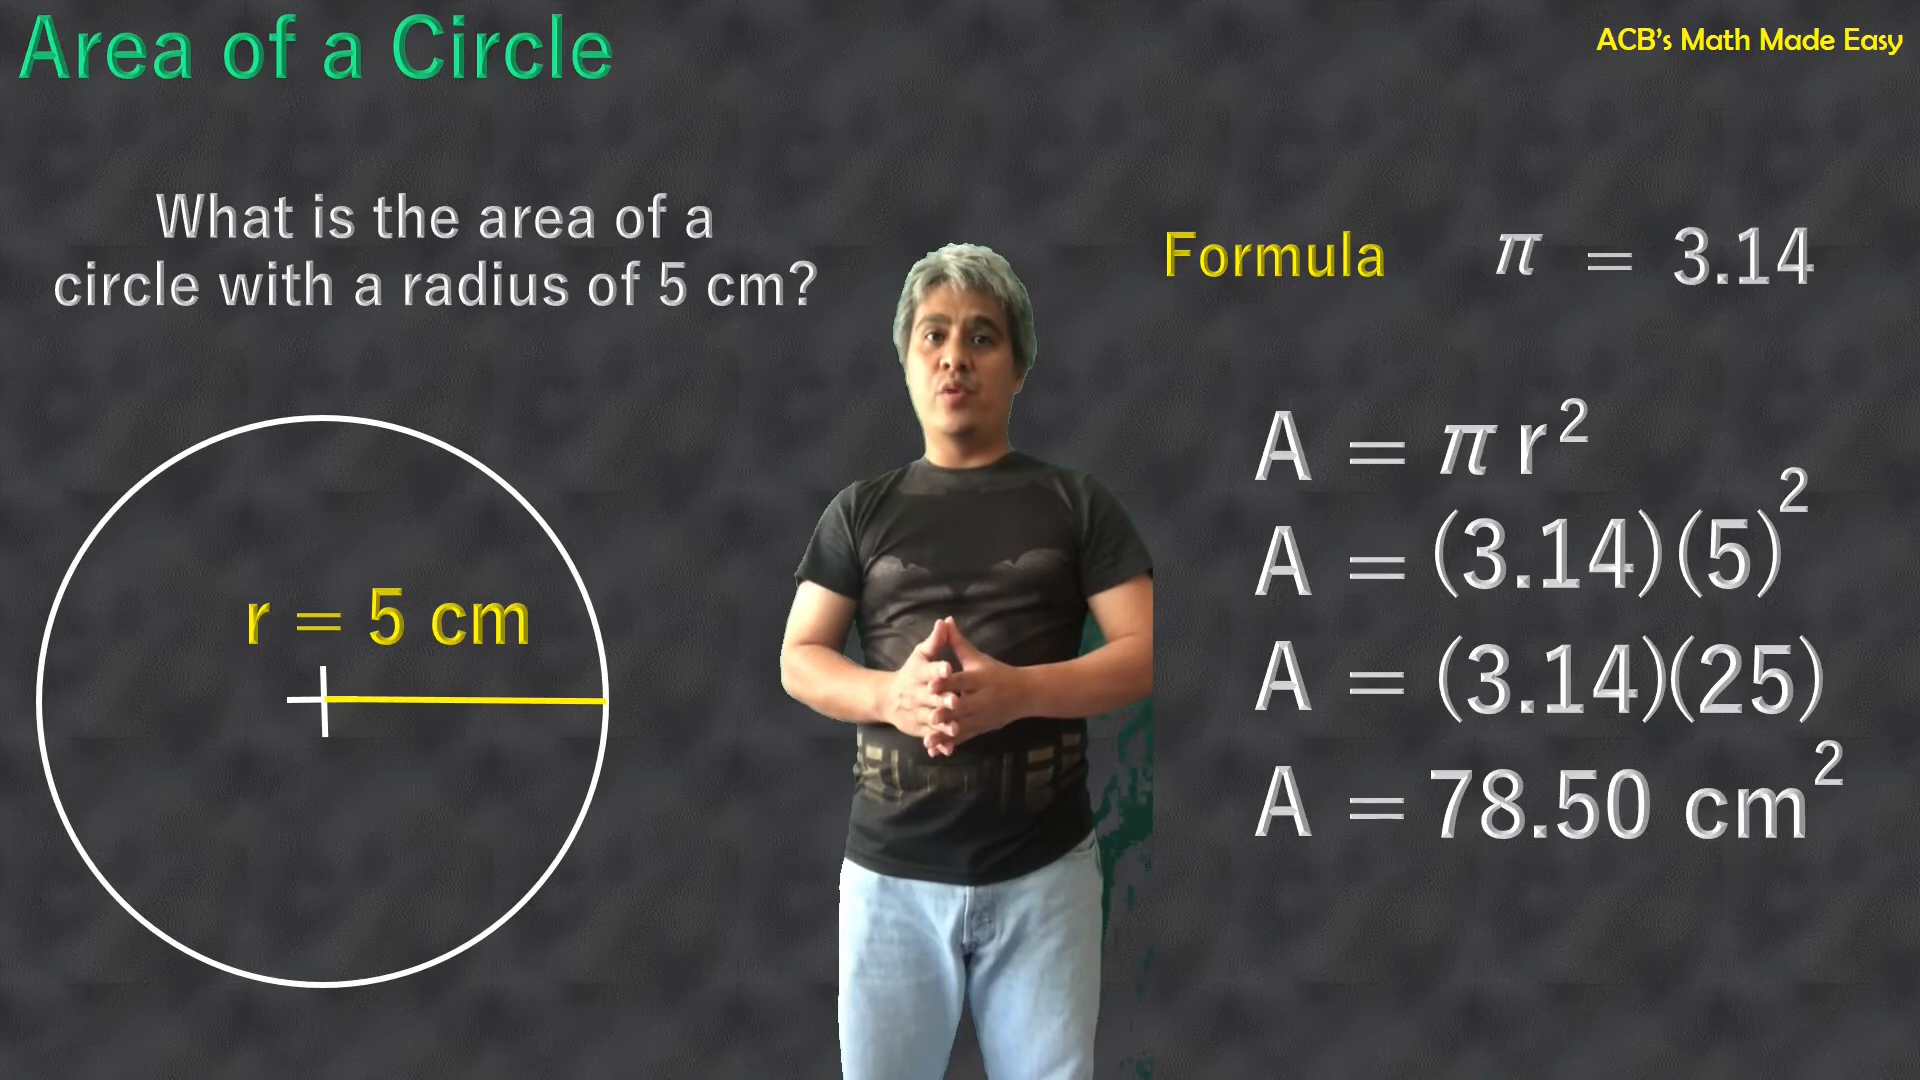 Area of a Circle
ACB's Math Made Easy
What is the area of a
circle with a radius of 5 cm?
r = 5 cm
Formula π = 3.14
A = π r²
A = (3.14)(5)²
A = (3.14)(25)
A = 78.50 cm²